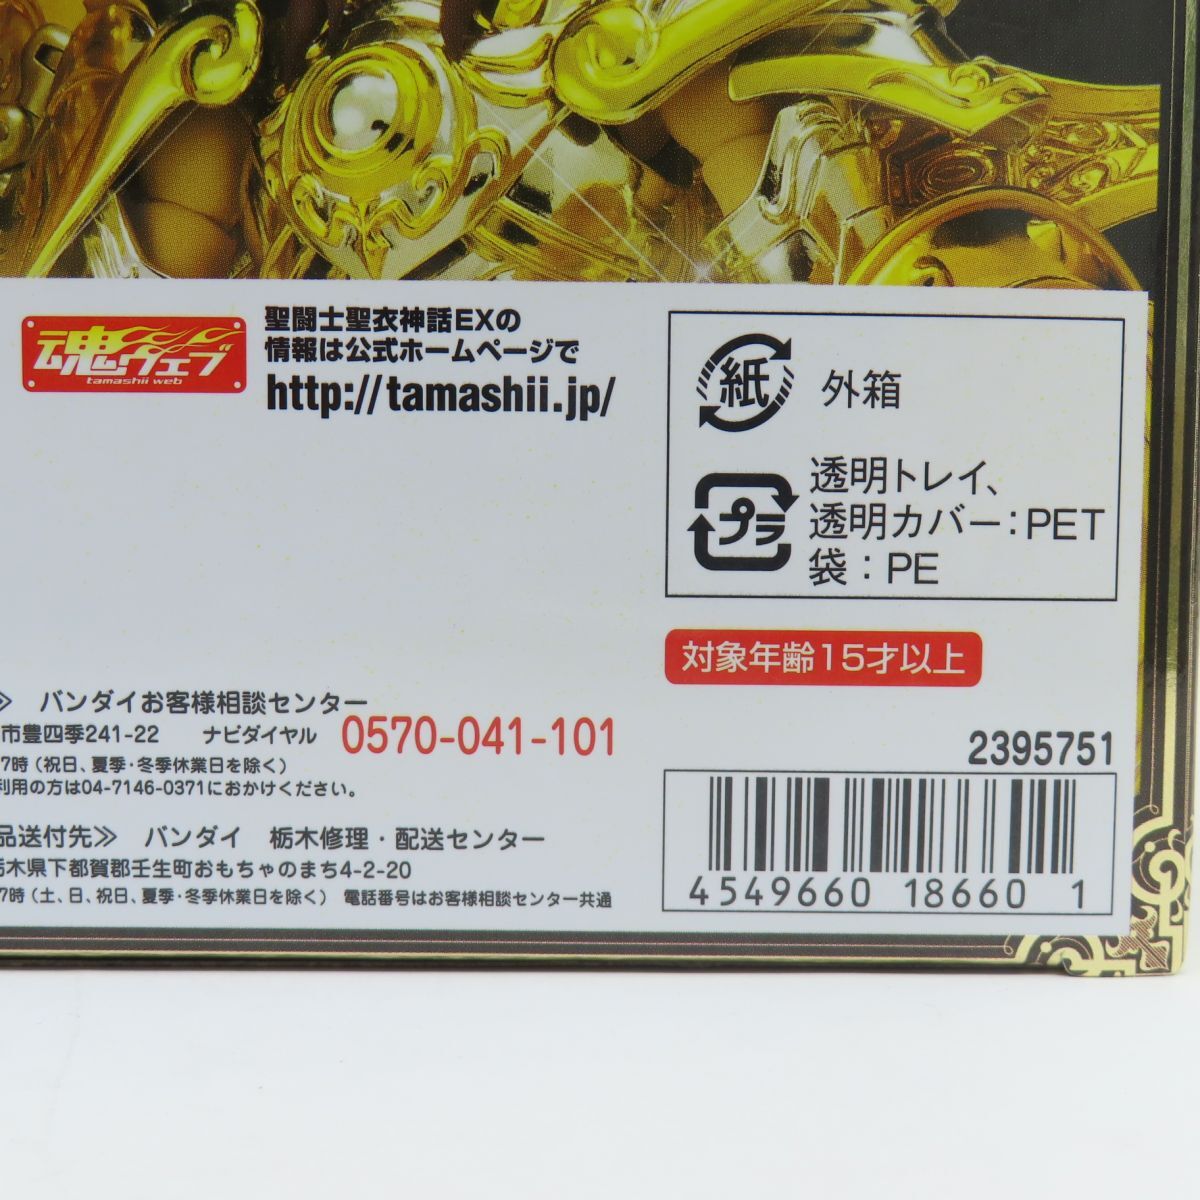 魂ウェブ
tamashii web
聖闘士聖衣神話EXの
情報は公式ホームページで
http://tamashii.jp/
紙 外箱
プラ 透明トレイ、
透明カバー:PET
袋:PE
対象年齢15才以上
≫ バンダイお客様相談センター
市豊四季241-22 ナビダイヤル 0570-041-101
7時(祝日、夏季・冬季休業日を除く)
利用の方は04-7146-0371におかけください。
品送付先≫ バンダイ 栃木修理・配送センター
栃木県下都賀郡壬生町おもちゃのまち4-2-20
7時(土、日、祝日、夏季・冬季休業日を除く) 電話番号はお客様相談センター共通
2395751
4549660 18660 1